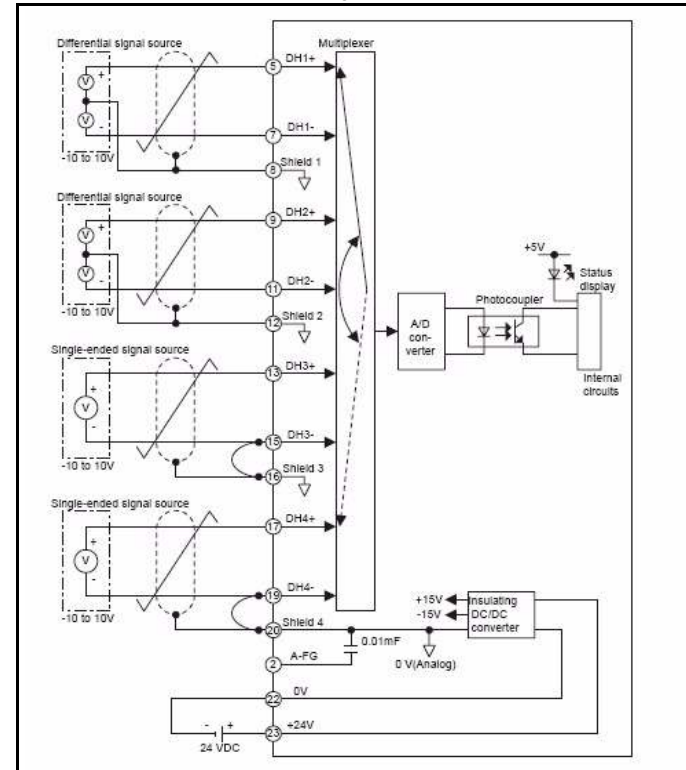 Differential signal source
V
+
V
-
-10 to 10V
5
DH1+
7
DH1-
8
Shield 1
Multiplexer
Differential signal source
V
+
V
-
-10 to 10V
9
DH2+
11
DH2-
12
Shield 2
Single-ended signal source
+
V
-
-10 to 10V
13
DH3+
15
DH3-
16
Shield 3
Single-ended signal source
+
V
-
-10 to 10V
17
DH4+
19
DH4-
20
Shield 4
2
A-FG
0.01mF
0 V(Analog)
22
0V
23
+24V
- +
24 VDC
A/D
con-
verter
Photocoupler
+5V
Status
display
Internal
circuits
+15V
-15V
Insulating
DC/DC
converter